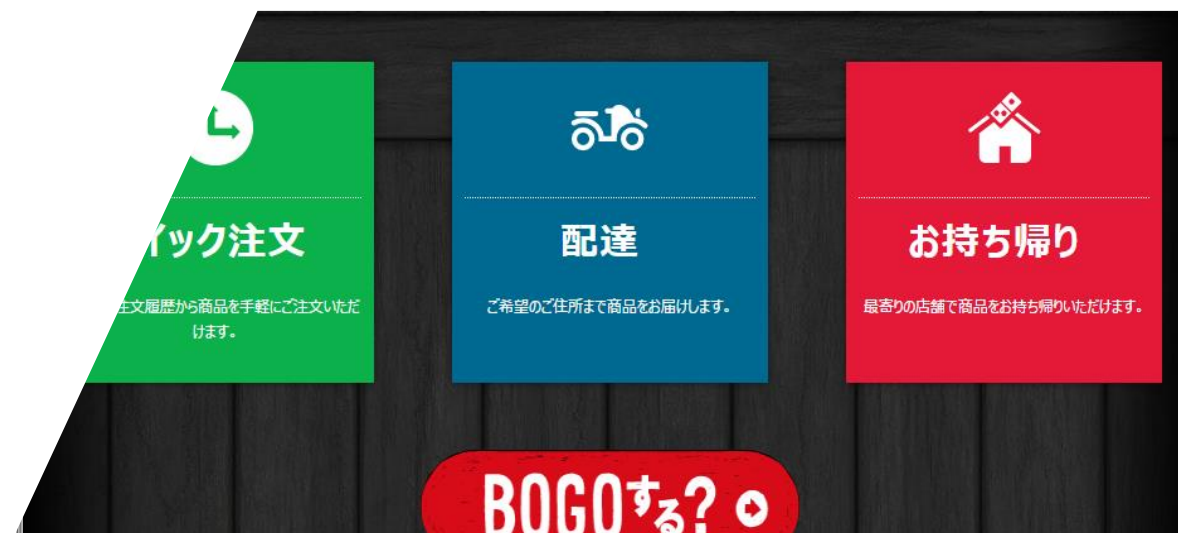 イック注文
注文履歴から商品を手軽にご注文いただ
けます。
配達
ご希望のご住所まで商品をお届けします。
お持ち帰り
最寄りの店舗で商品をお持ち帰りいただけます。
BOGOする?